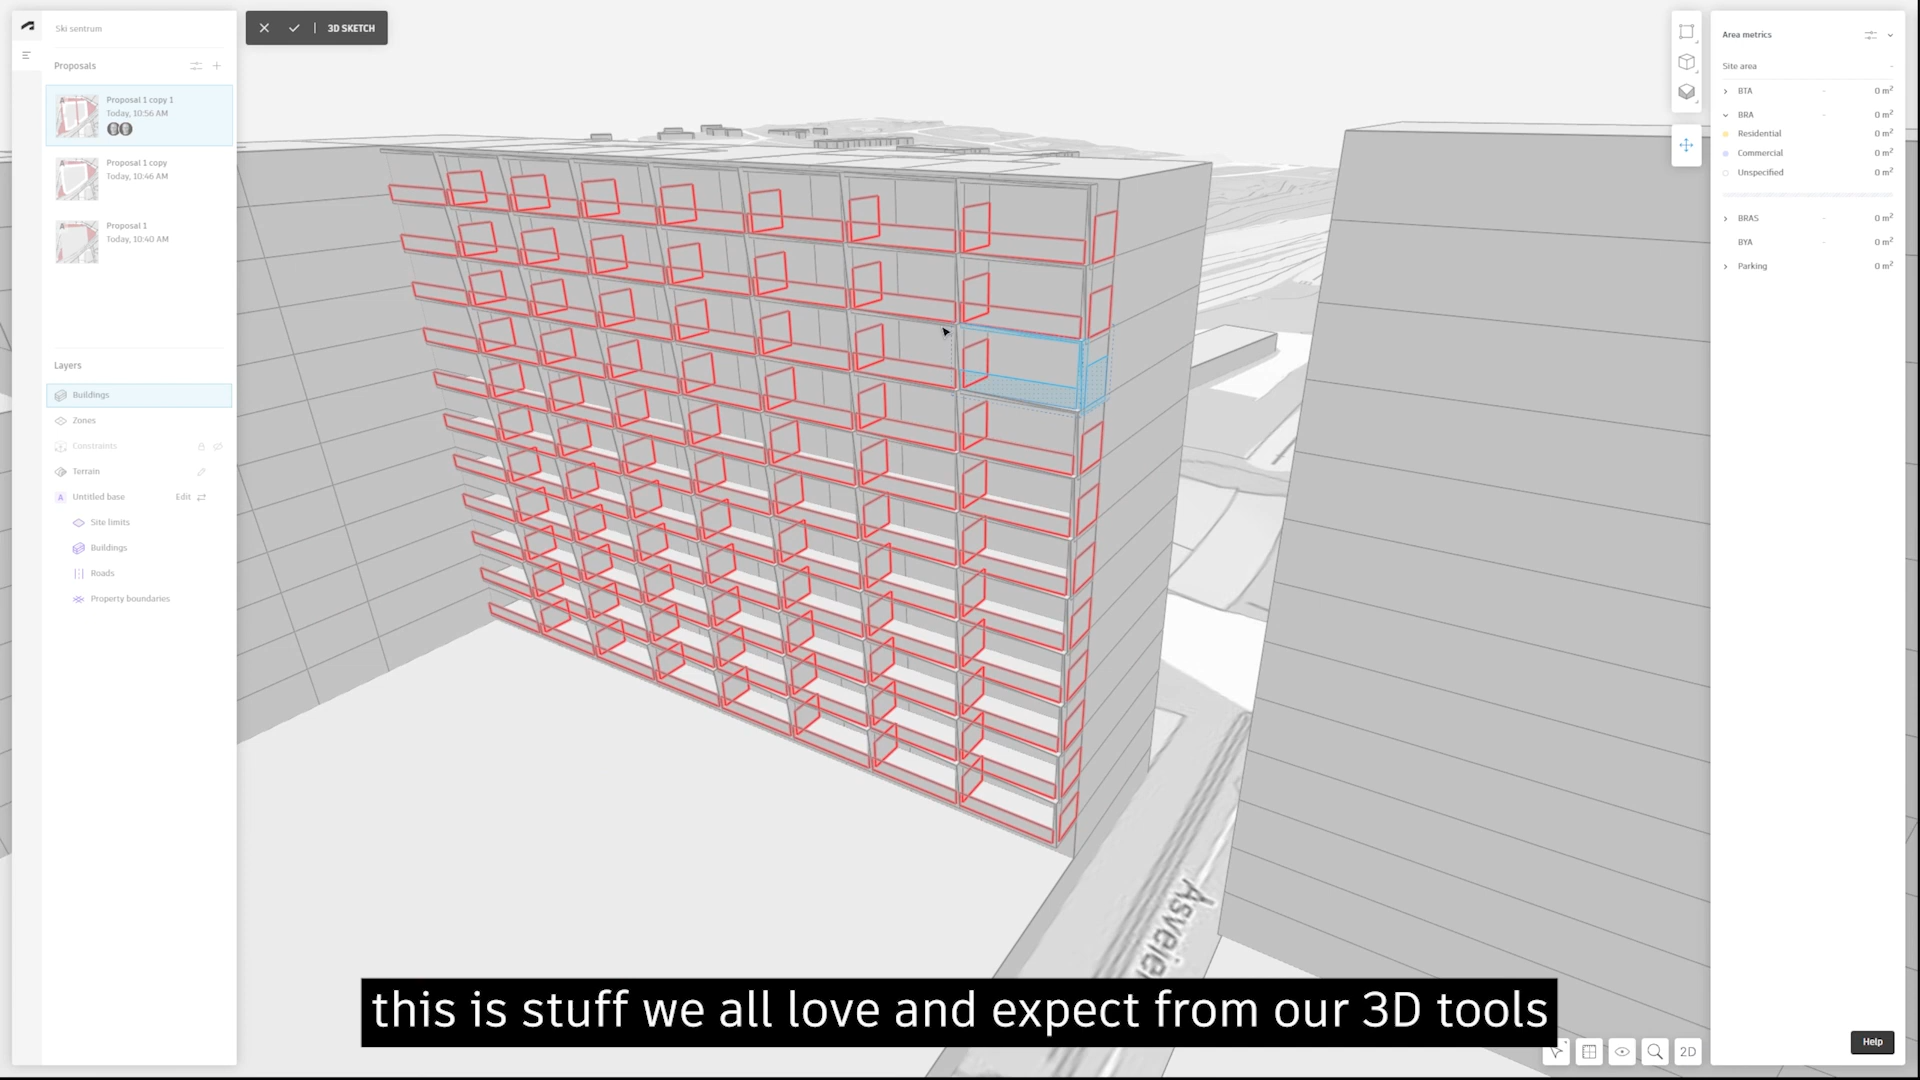 Ski sentrum
Proposals
Proposal 1 copy 1
Today, 10:56 AM
Proposal 1 copy
Today, 10:46 AM
Proposal 1
Today, 10:40 AM
Layers
Buildings
Zones
Constraints
Terrain
A Untitled base Edit
Site limits
Buildings
Roads
Property boundaries
3D SKETCH
Area metrics
Site area -
BTA - 0 m²
BRA - 0 m²
Residential 0 m²
Commercial 0 m²
Unspecified 0 m²
BRAS - 0 m²
BYA - 0 m²
Parking 0 m²
Asveien
this is stuff we all love and expect from our 3D tools
2D
Help